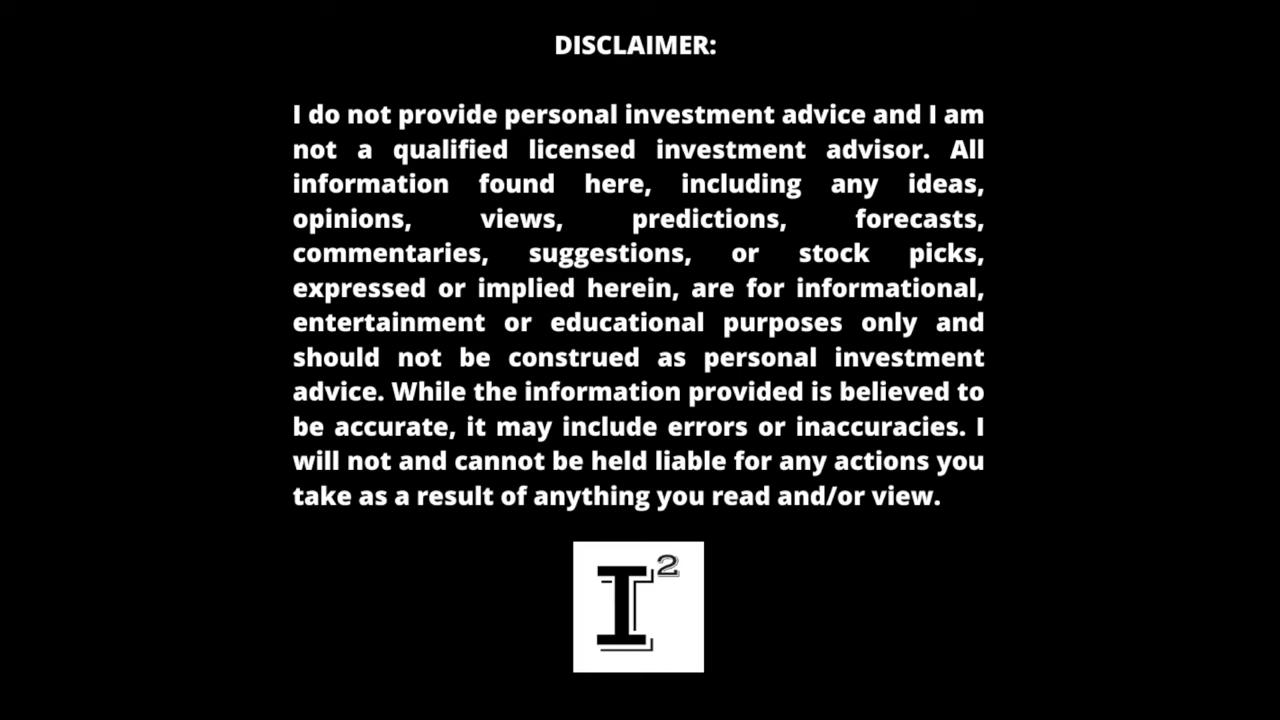 DISCLAIMER:
I do not provide personal investment advice and I am
not a qualified licensed investment advisor. All
information found here, including any ideas,
opinions, views, predictions, forecasts,
commentaries, suggestions, or stock picks,
expressed or implied herein, are for informational,
entertainment or educational purposes only and
should not be construed as personal investment
advice. While the information provided is believed to
be accurate, it may include errors or inaccuracies. I
will not and cannot be held liable for any actions you
take as a result of anything you read and/or view.
I²